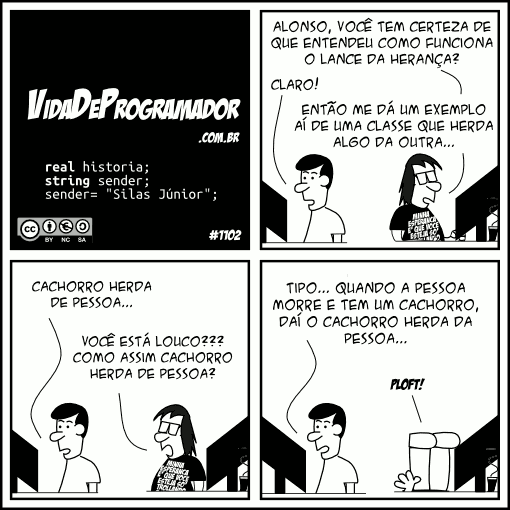 VIDADEPROGRAMADOR
.COM.BR
real historia;
string sender;
sender= "Silas Júnior";
cc
BY NC SA
#1102
ALONSO, VOCÊ TEM CERTEZA DE
QUE ENTENDEU COMO FUNCIONA
O LANCE DA HERANÇA?
CLARO!
ENTÃO ME DÁ UM EXEMPLO
AÍ DE UMA CLASSE QUE HERDA
ALGO DA OUTRA...
MINHA
ESPERANÇA
É QUE VOCÊ
ESTEJA SÓ
TROLLANDO
CACHORRO HERDA
DE PESSOA...
VOCÊ ESTÁ LOUCO???
COMO ASSIM CACHORRO
HERDA DE PESSOA?
MINHA
ESPERANÇA
É QUE VOCÊ
ESTEJA SÓ
TROLLANDO
TIPO... QUANDO A PESSOA
MORRE E TEM UM CACHORRO,
DAÍ O CACHORRO HERDA DA
PESSOA...
PLOFT!